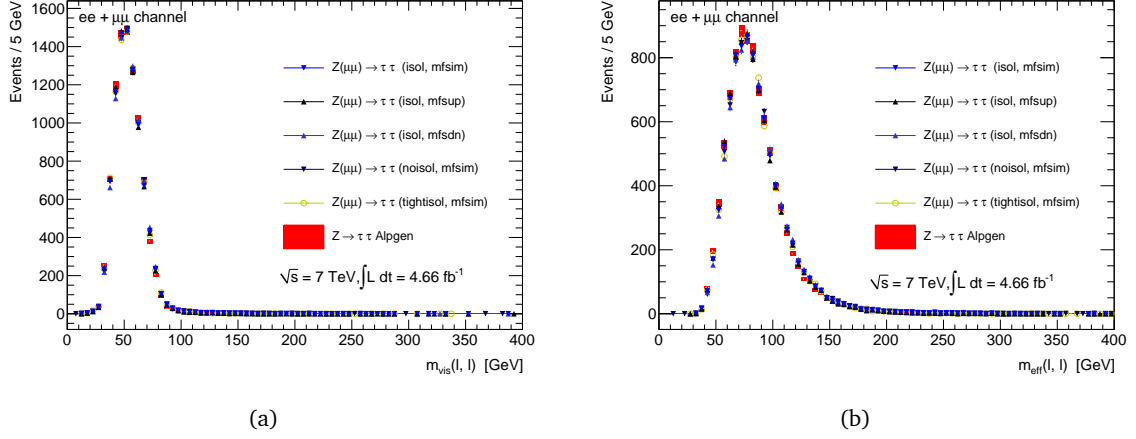 ee + μμ channel
Events / 5 GeV
1600
1400
1200
1000
800
600
400
200
0
Z(μμ) → τ τ (isol, mfsim)
Z(μμ) → τ τ (isol, mfsup)
Z(μμ) → τ τ (isol, mfsdn)
Z(μμ) → τ τ (noisol, mfsim)
Z(μμ) → τ τ (tightisol, mfsim)
Z → τ τ Alpgen
√s = 7 TeV,∫L dt = 4.66 fb⁻¹
0 50 100 150 200 250 300 350 400
m_vis(l, l) [GeV]
(a)
ee + μμ channel
Events / 5 GeV
800
600
400
200
0
Z(μμ) → τ τ (isol, mfsim)
Z(μμ) → τ τ (isol, mfsup)
Z(μμ) → τ τ (isol, mfsdn)
Z(μμ) → τ τ (noisol, mfsim)
Z(μμ) → τ τ (tightisol, mfsim)
Z → τ τ Alpgen
√s = 7 TeV,∫L dt = 4.66 fb⁻¹
0 50 100 150 200 250 300 350 400
m_eff(l, l) [GeV]
(b)